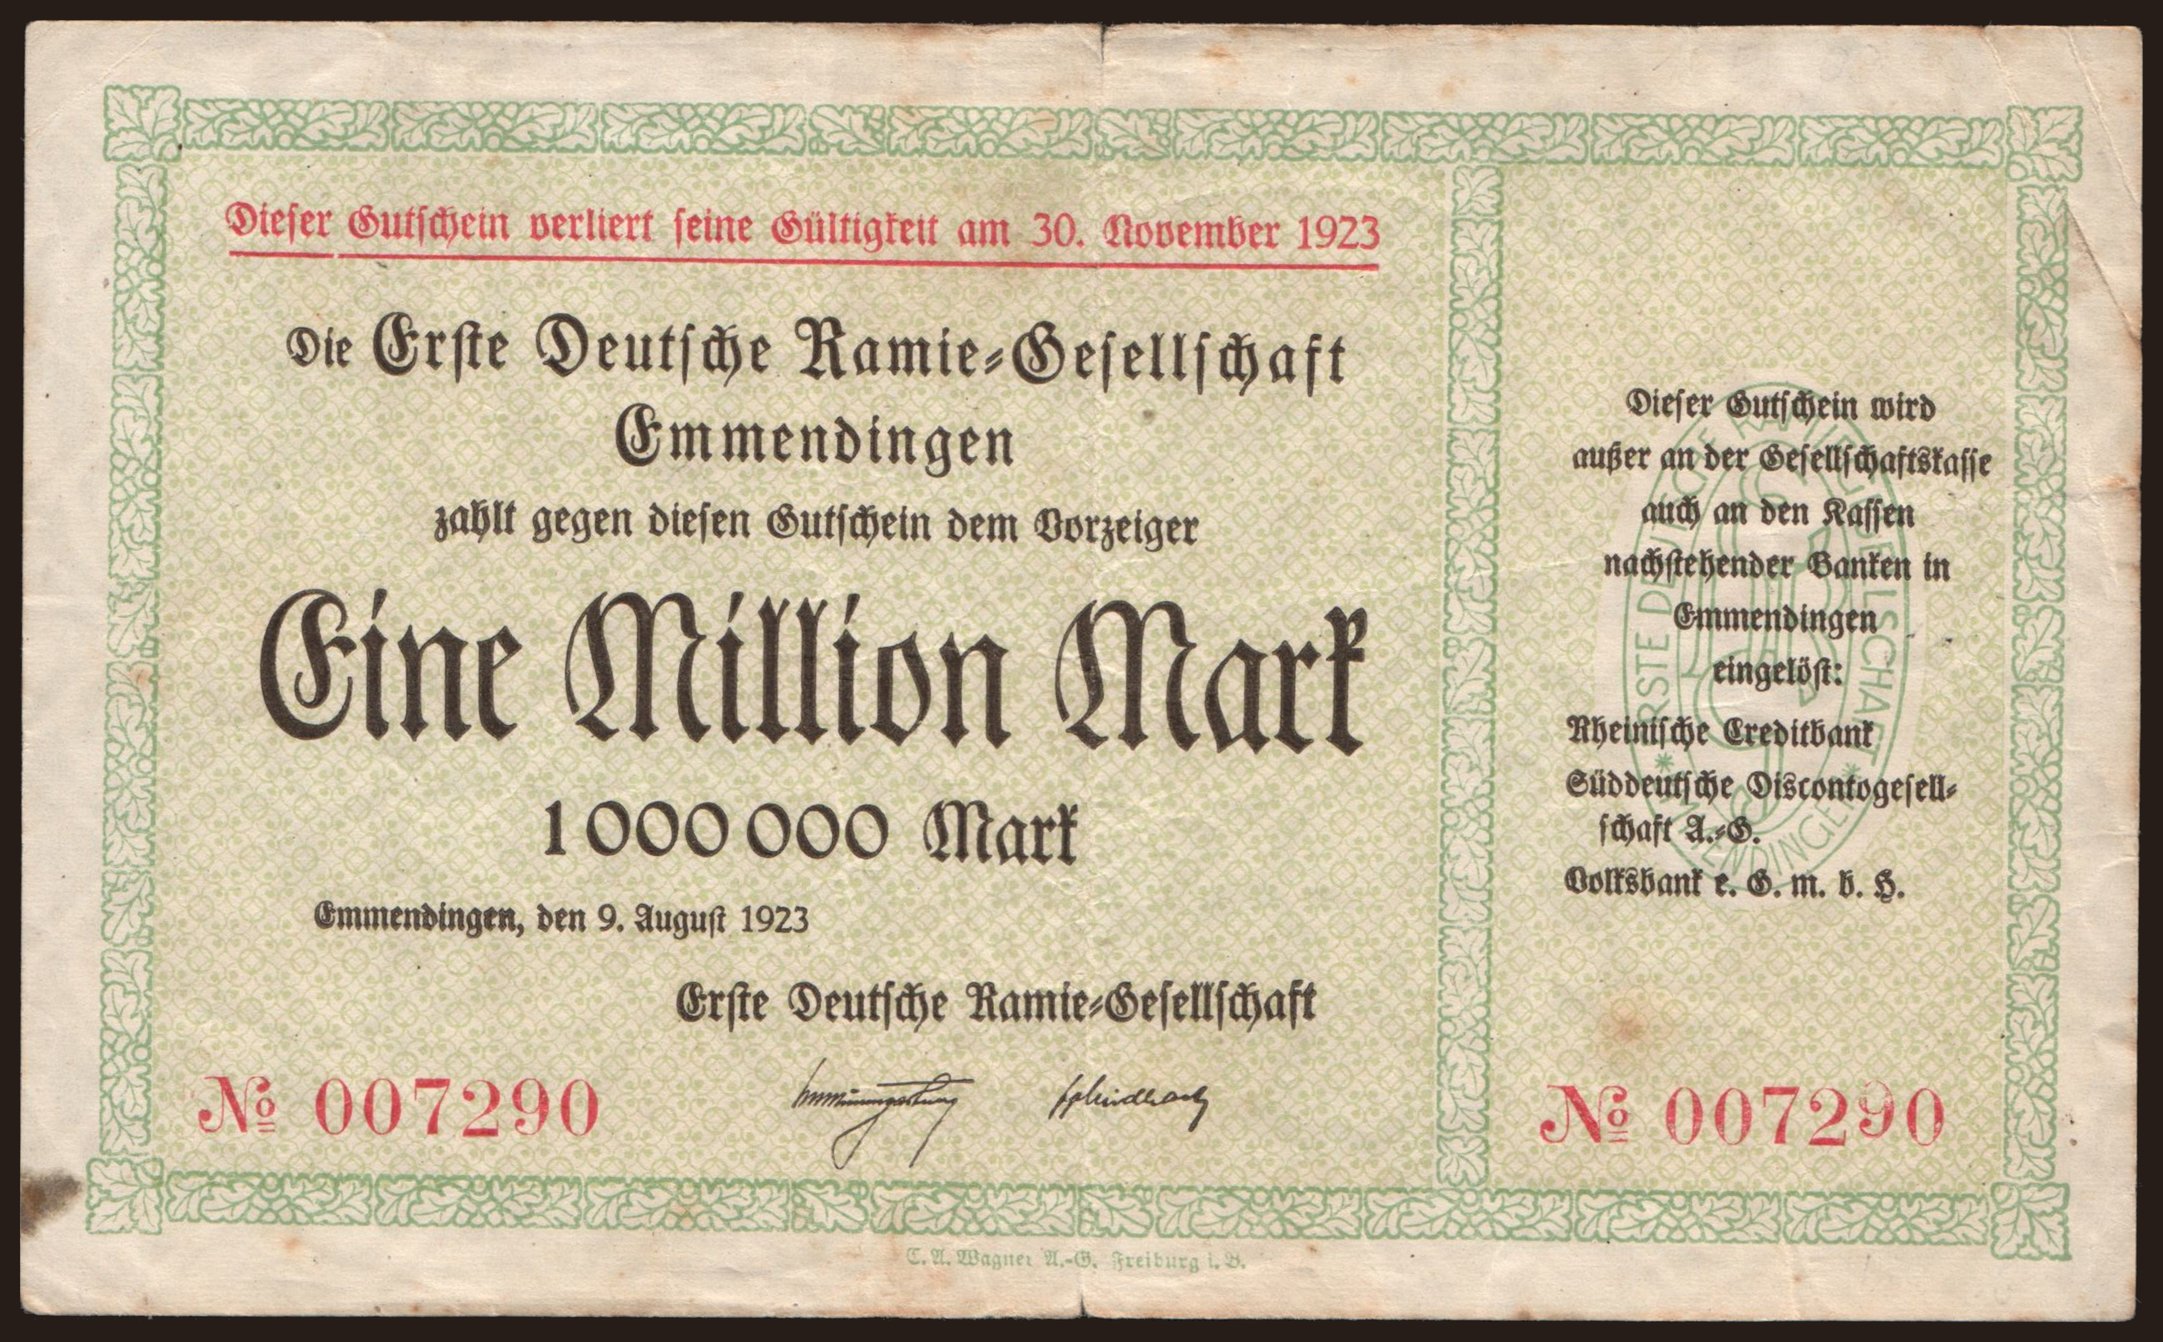 Dieser Gutschein verliert seine Gültigkeit am 30. November 1923
Die Erste Deutsche Ramie-Gesellschaft
Emmendingen
zahlt gegen diesen Gutschein dem Vorzeiger
Eine Million Mark
1 000 000 Mark
Emmendingen, den 9. August 1923
Erste Deutsche Ramie-Gesellschaft
№ 007290
Dieser Gutschein wird
außer an der Gesellschaftskasse
auch an den Kassen
nachstehender Banken in
Emmendingen
eingelöst:
Rheinische Creditbank
Süddeutsche Discontogesell-
schaft A.-G.
Volksbank e. G. m. b. H.
№ 007290
C. A. Wagner A.-G. Freiburg i. B.